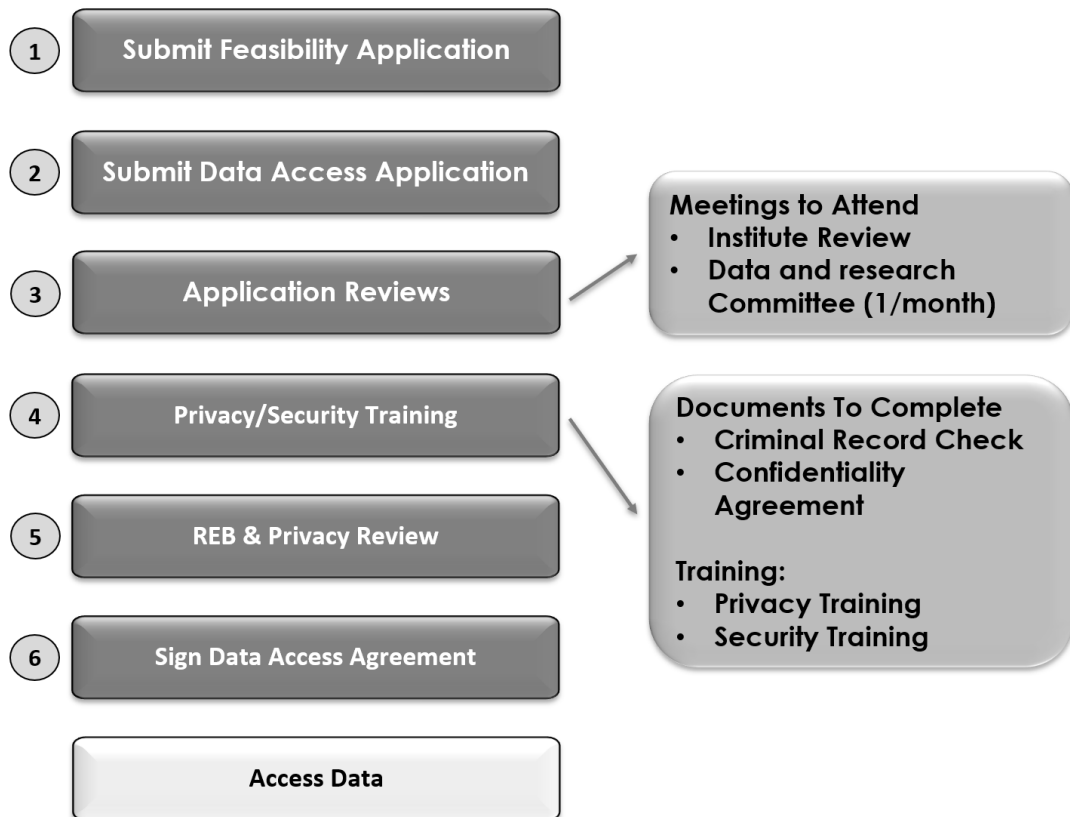 1
Submit Feasibility Application
2
Submit Data Access Application
3
Application Reviews
Meetings to Attend
• Institute Review
• Data and research
Committee (1/month)
4
Privacy/Security Training
Documents To Complete
• Criminal Record Check
• Confidentiality
Agreement
Training:
• Privacy Training
• Security Training
5
REB & Privacy Review
6
Sign Data Access Agreement
Access Data